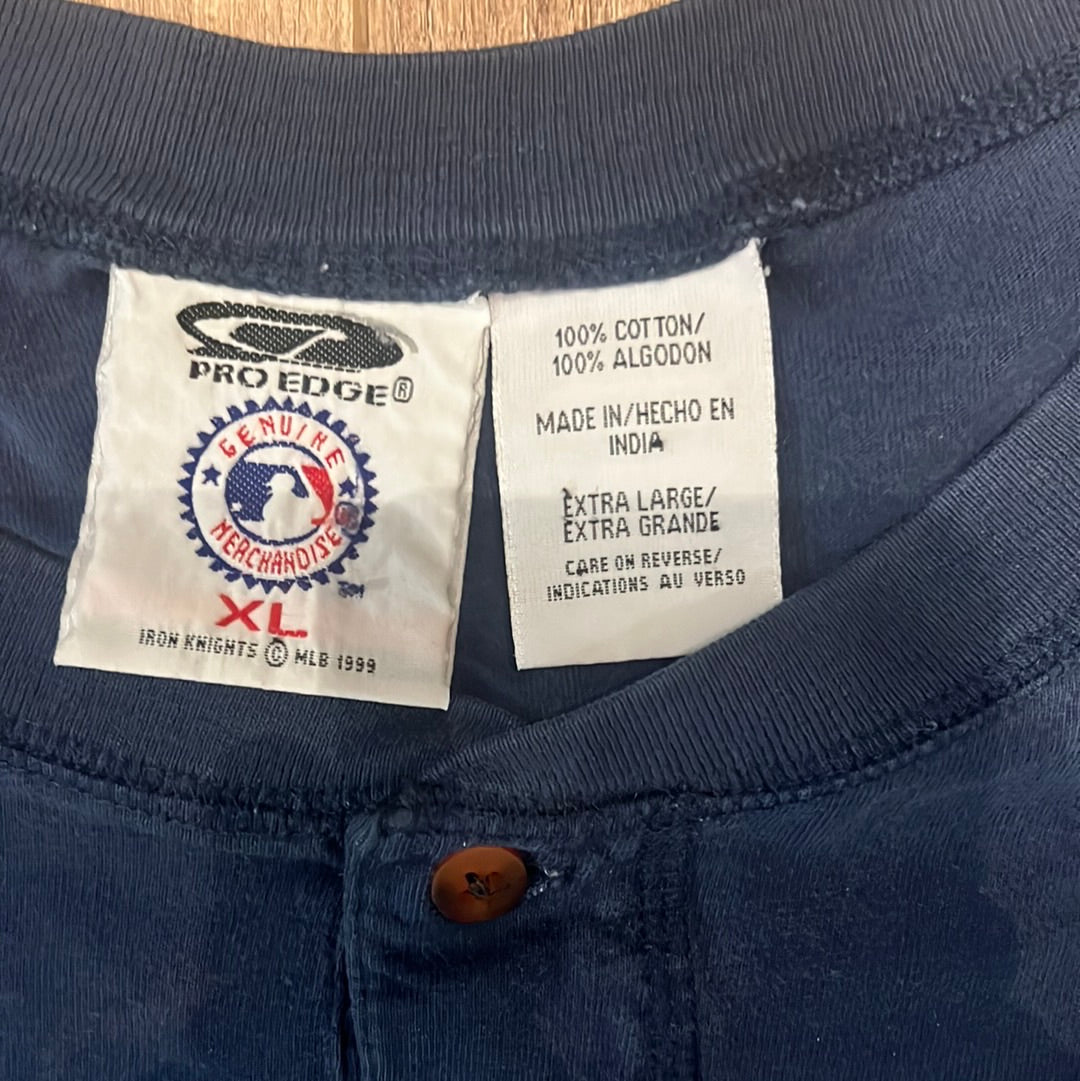 PRO EDGE®
GENUINE
MERCHANDISE
SM
XL
IRON KNIGHTS © MLB 1999
100% COTTON/
100% ALGODON
MADE IN/HECHO EN
INDIA
EXTRA LARGE/
EXTRA GRANDE
CARE ON REVERSE/
INDICATIONS AU VERSO